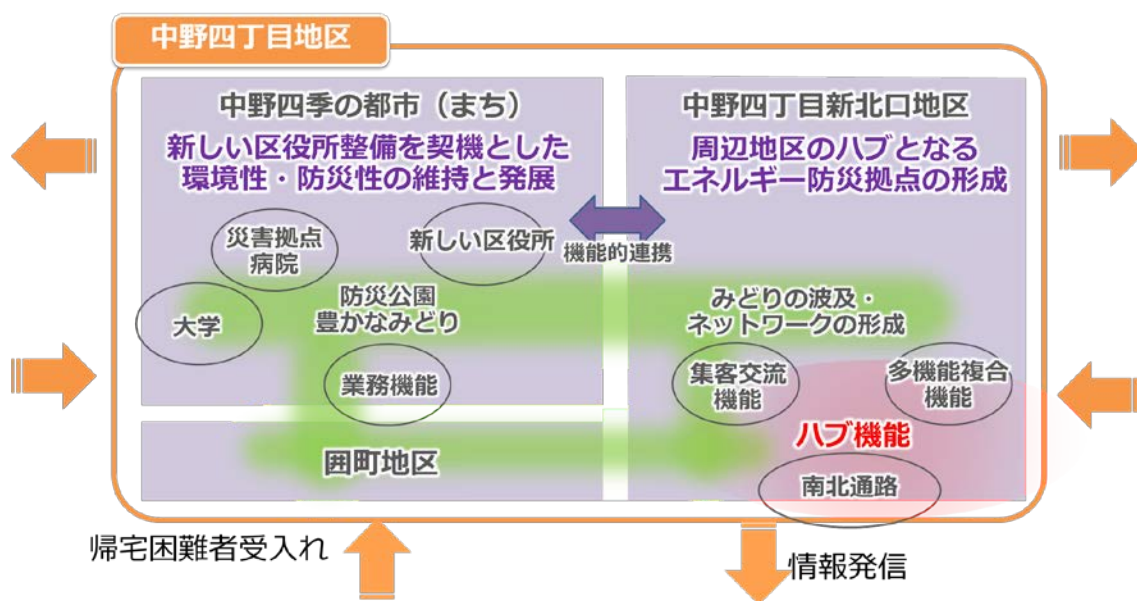 中野四丁目地区
中野四季の都市（まち）
新しい区役所整備を契機とした
環境性・防災性の維持と発展
災害拠点
病院
新しい区役所
大学
防災公園
豊かなみどり
業務機能
囲町地区
機能的連携
中野四丁目新北口地区
周辺地区のハブとなる
エネルギー防災拠点の形成
みどりの波及・
ネットワークの形成
集客交流
機能
多機能複合
機能
ハブ機能
南北通路
帰宅困難者受入れ
情報発信